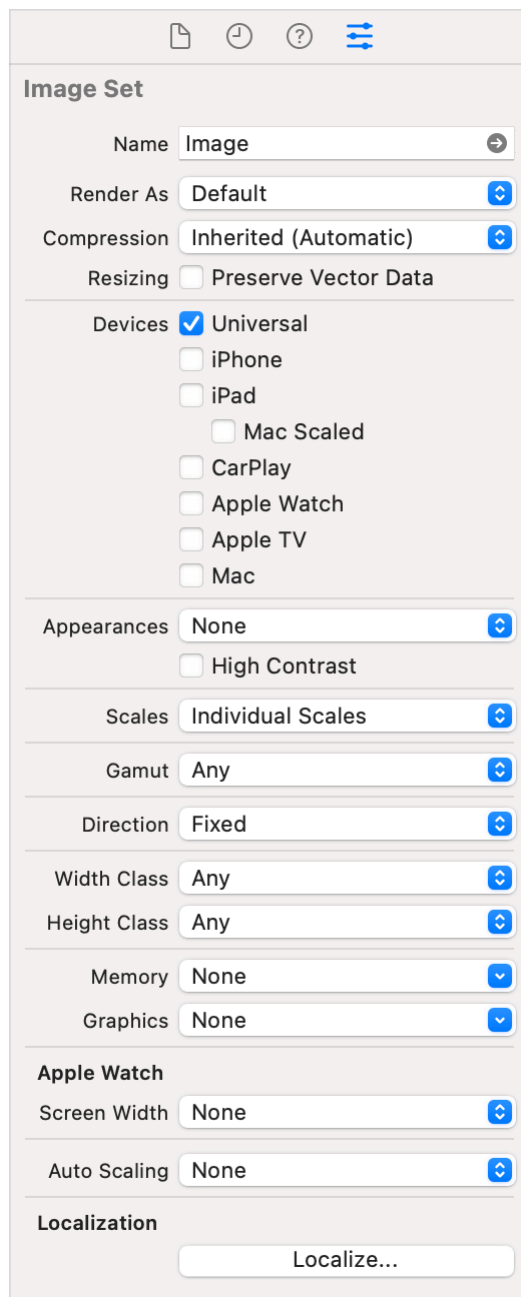 Image Set
Name Image
Render As Default
Compression Inherited (Automatic)
Resizing Preserve Vector Data
Devices Universal
iPhone
iPad
Mac Scaled
CarPlay
Apple Watch
Apple TV
Mac
Appearances None
High Contrast
Scales Individual Scales
Gamut Any
Direction Fixed
Width Class Any
Height Class Any
Memory None
Graphics None
Apple Watch
Screen Width None
Auto Scaling None
Localization
Localize...